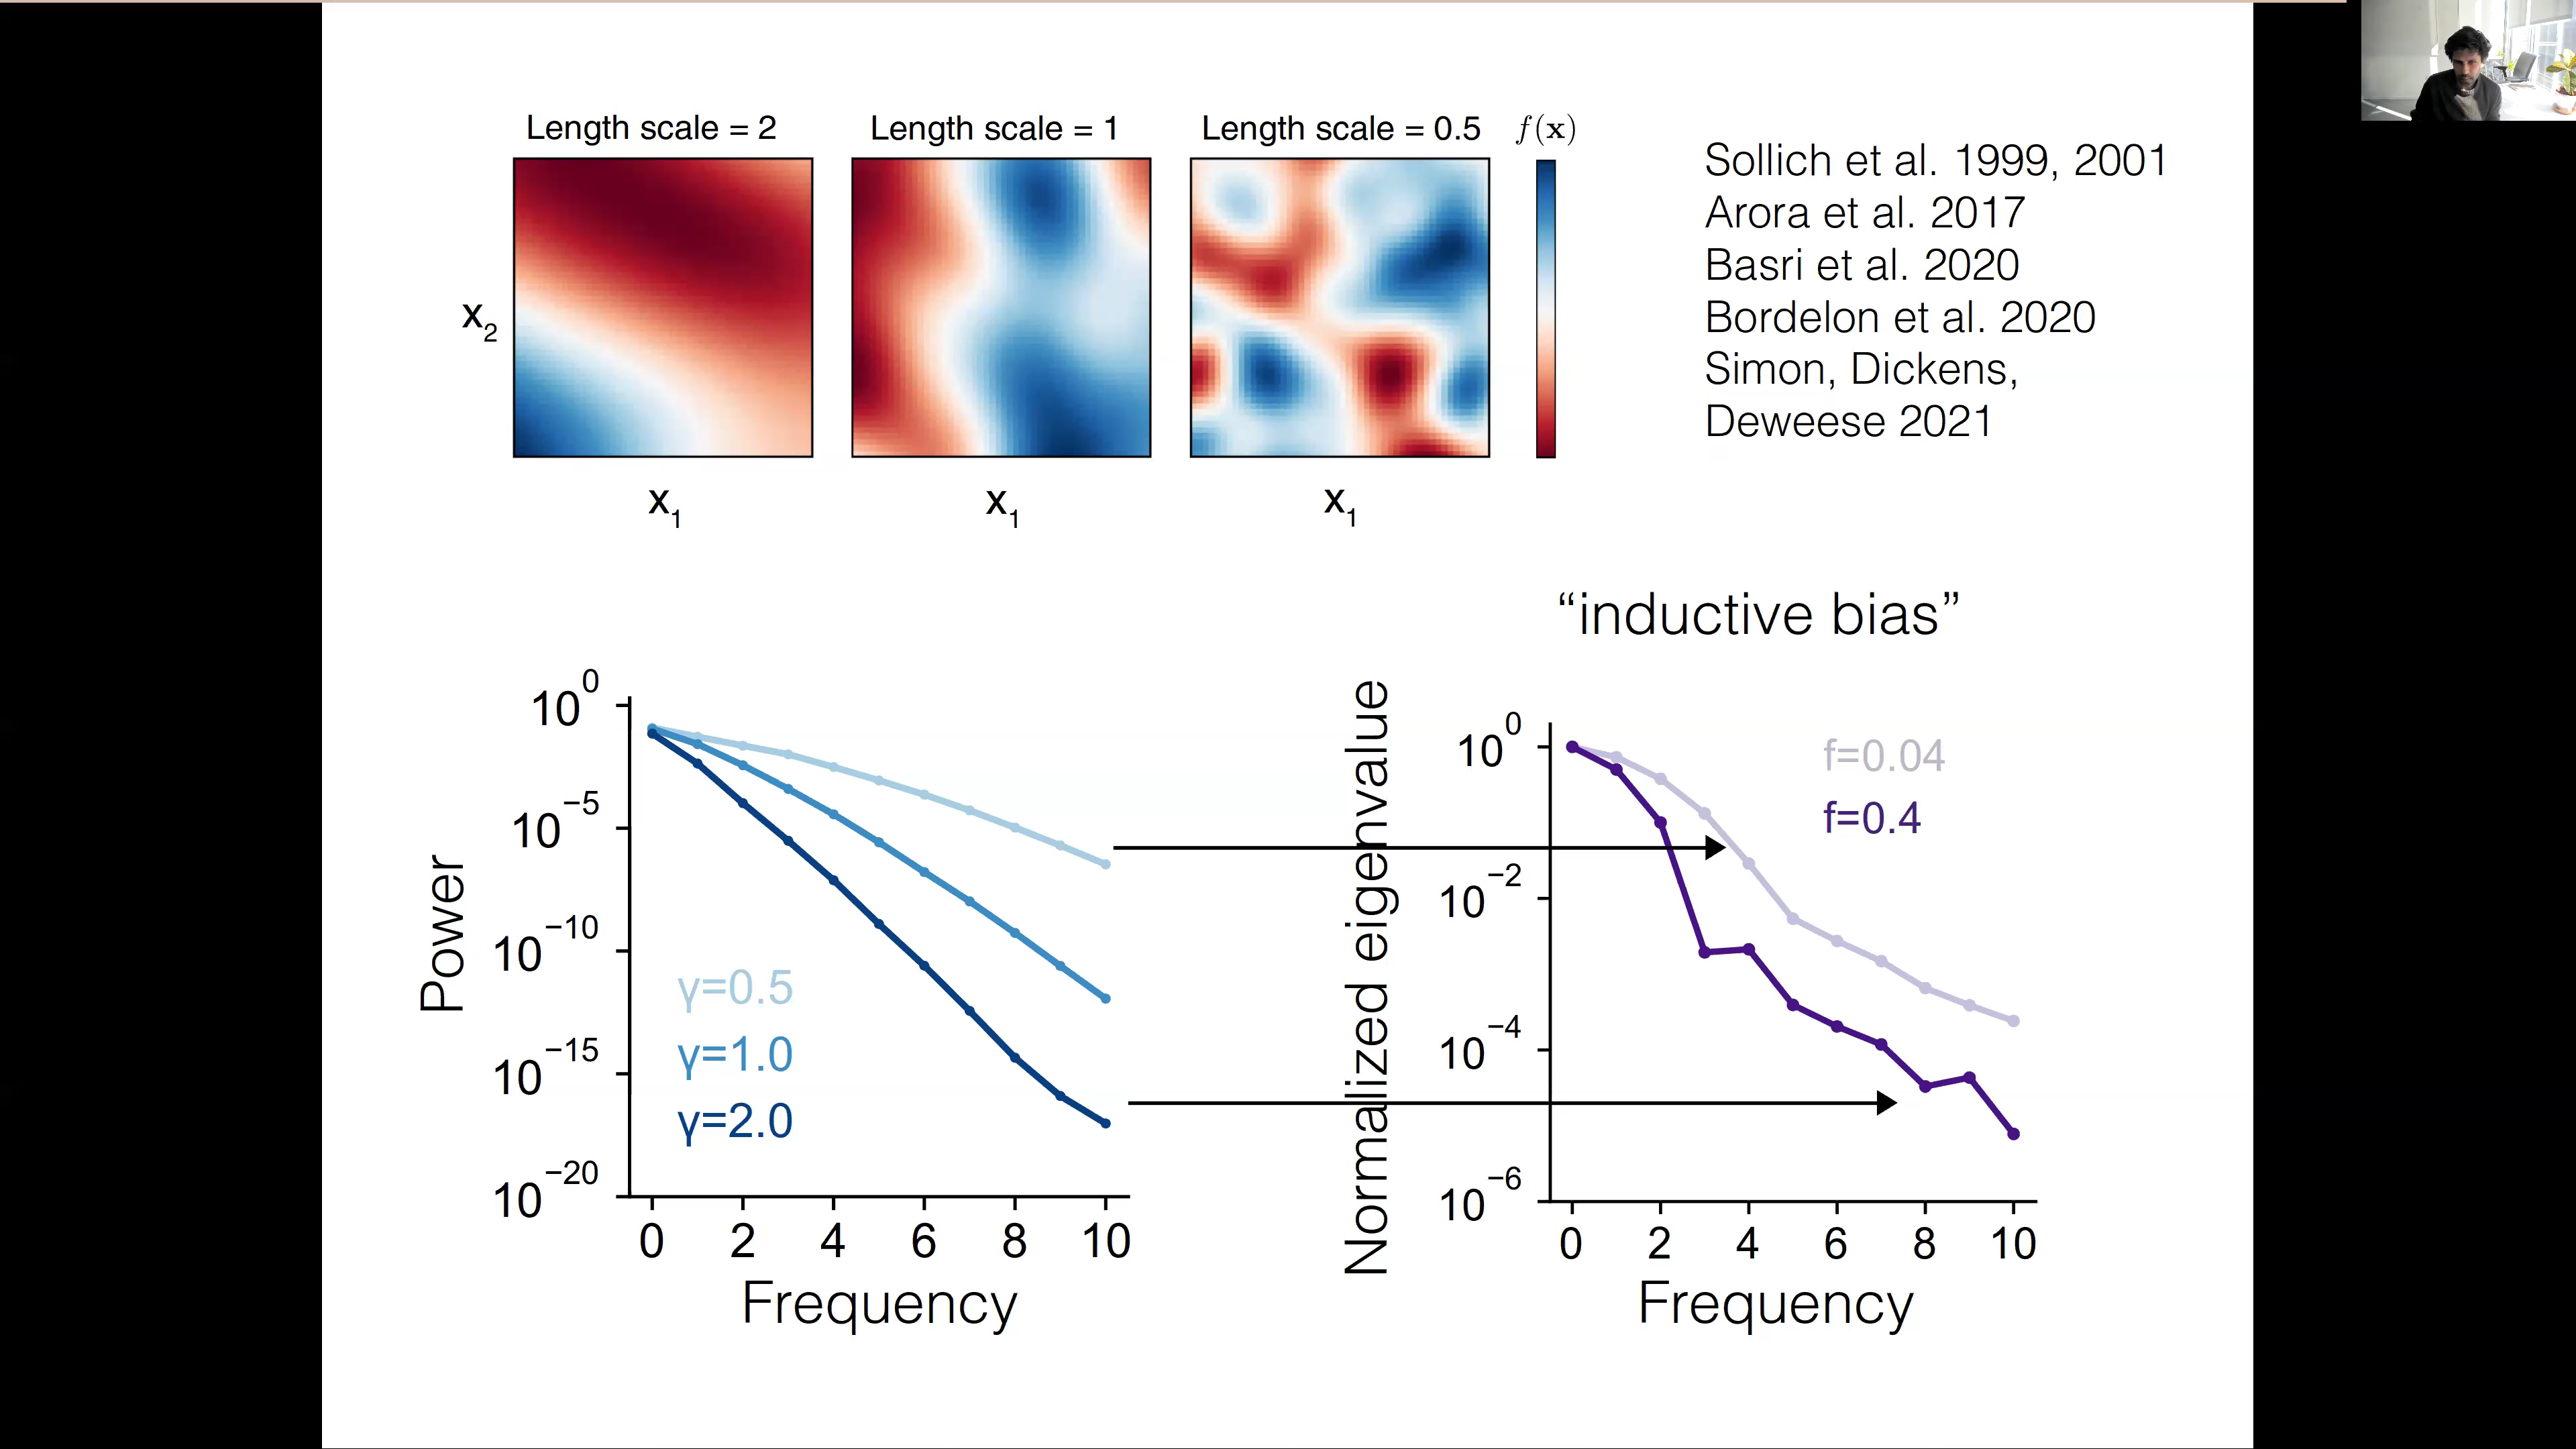 Length scale = 2
Length scale = 1
Length scale = 0.5
f(x)
x2
x1
x1
x1
Sollich et al. 1999, 2001
Arora et al. 2017
Basri et al. 2020
Bordelon et al. 2020
Simon, Dickens,
Deweese 2021
Power
10^0
10^−5
10^−10
10^−15
10^−20
γ=0.5
γ=1.0
γ=2.0
0 2 4 6 8 10
Frequency
“inductive bias”
Normalized eigenvalue
10^0
10^−2
10^−4
10^−6
f=0.04
f=0.4
0 2 4 6 8 10
Frequency